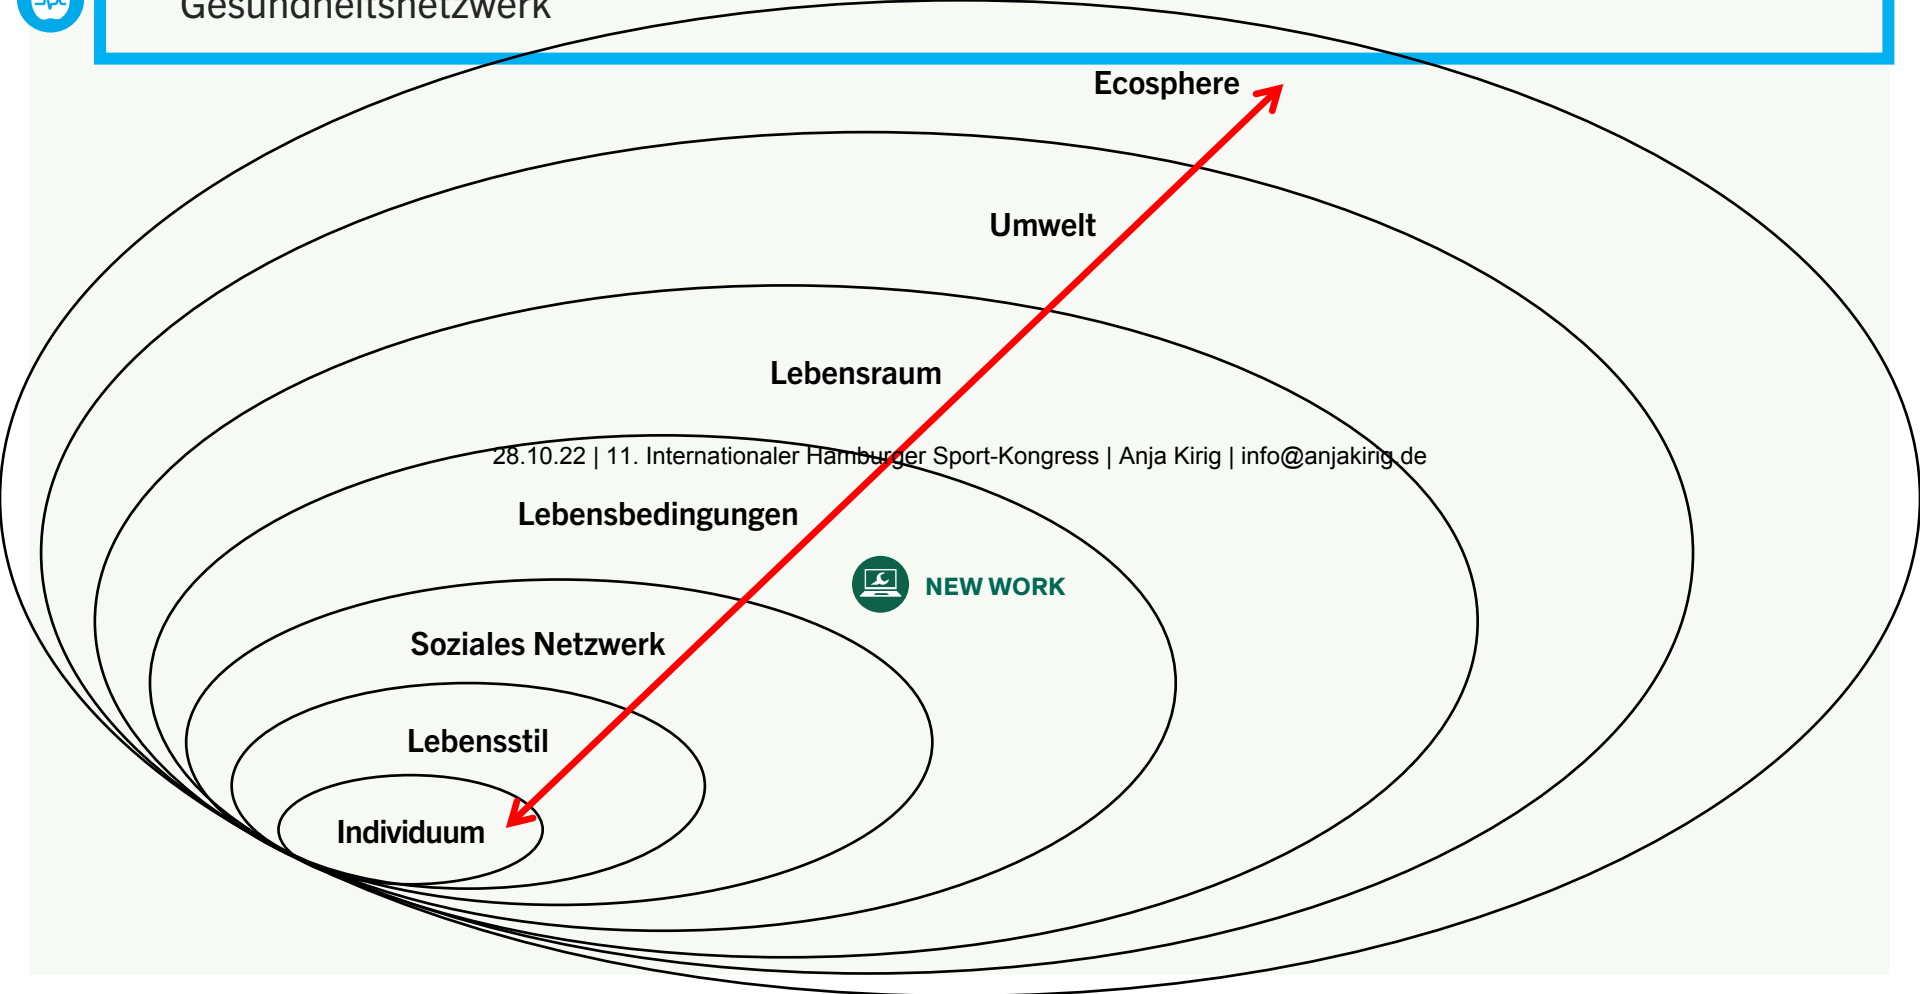 Gesundheitsnetzwerk
Ecosphere
Umwelt
Lebensraum
28.10.22 | 11. Internationaler Hamburger Sport-Kongress | Anja Kirig | info@anjakirig.de
Lebensbedingungen
NEW WORK
Soziales Netzwerk
Lebensstil
Individuum